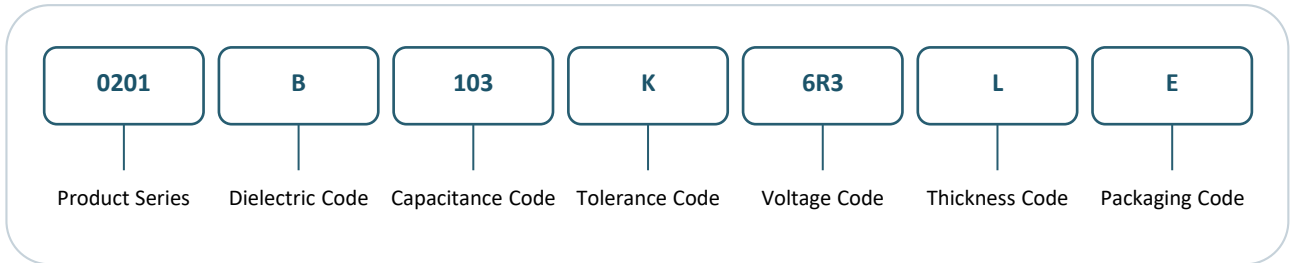 0201 B 103 K 6R3 L E
Product Series Dielectric Code Capacitance Code Tolerance Code Voltage Code Thickness Code Packaging Code